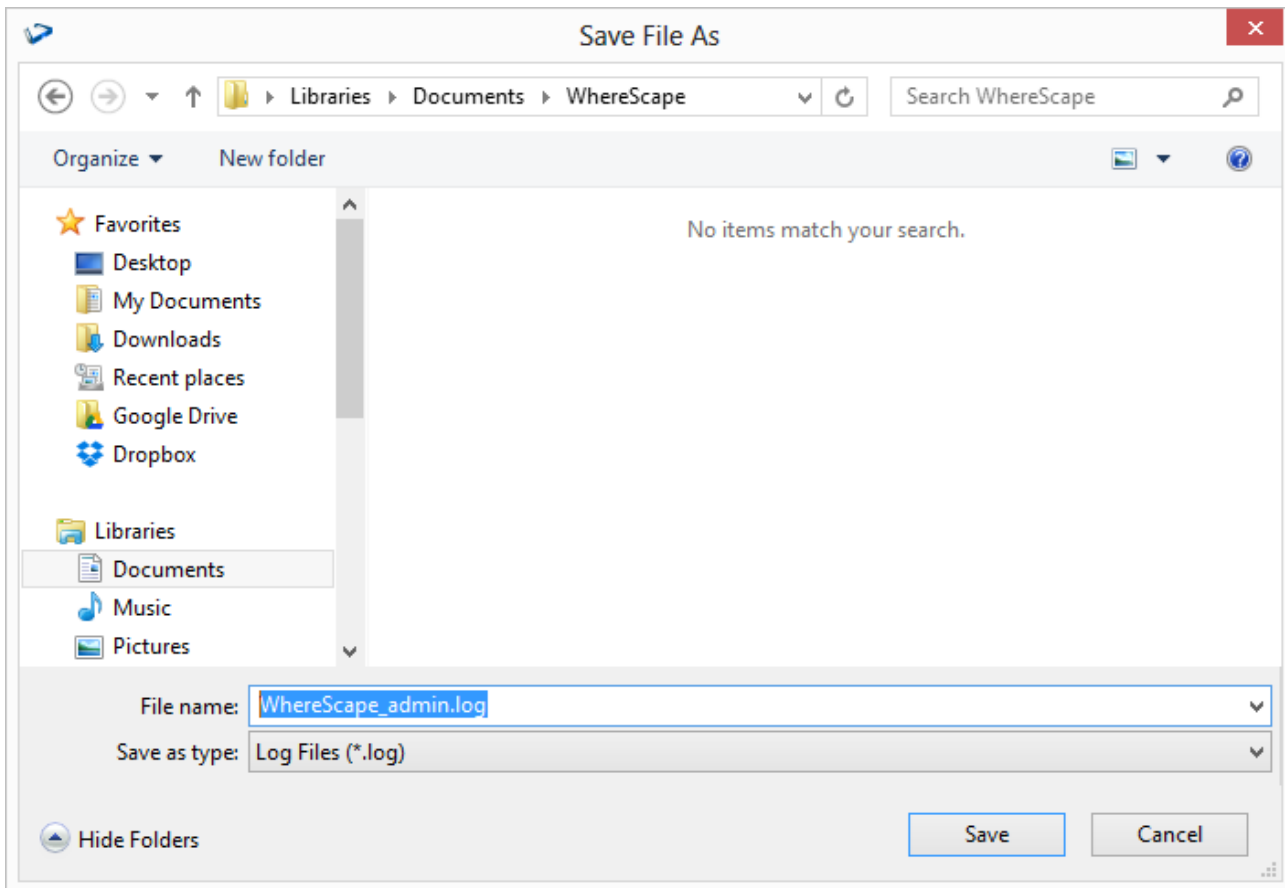 Save File As
Libraries Documents WhereScape
Search WhereScape
Organize
New folder
Favorites
Desktop
My Documents
Downloads
Recent places
Google Drive
Dropbox
Libraries
Documents
Music
Pictures
No items match your search.
File name: WhereScape_admin.log
Save as type: Log Files (*.log)
Hide Folders
Save
Cancel